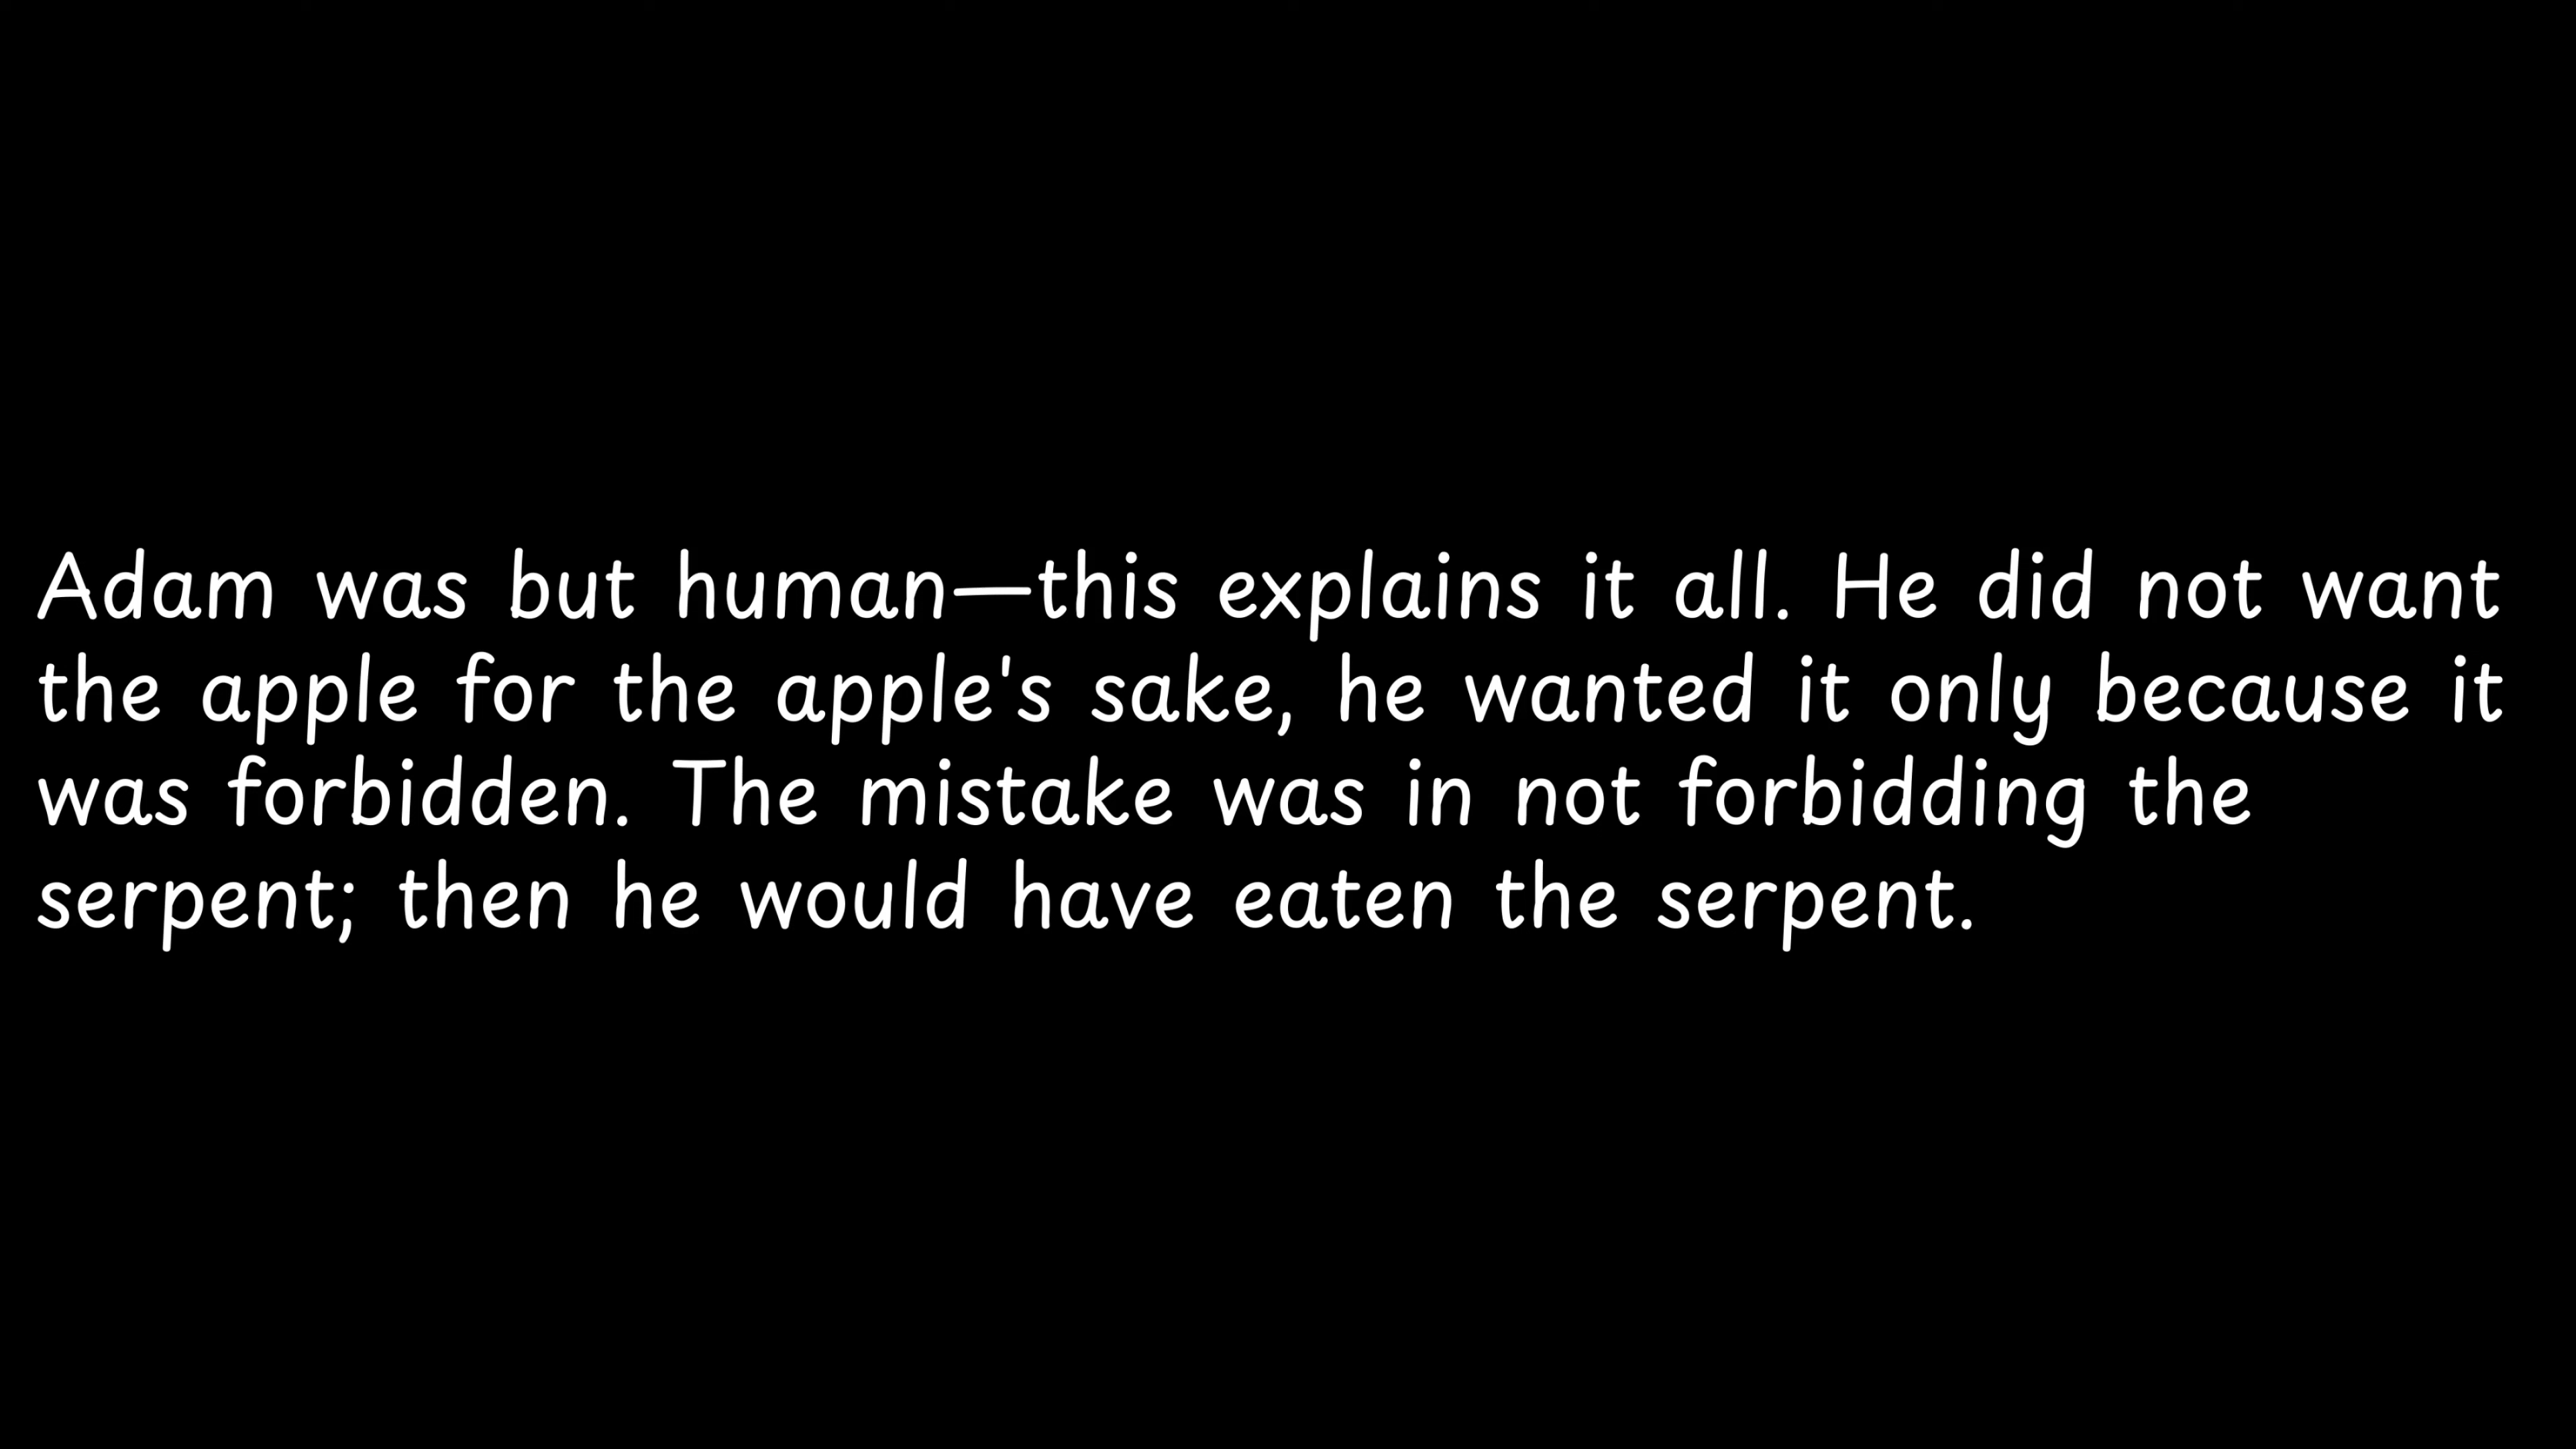 Adam was but human—this explains it all. He did not want
the apple for the apple's sake, he wanted it only because it
was forbidden. The mistake was in not forbidding the
serpent; then he would have eaten the serpent.